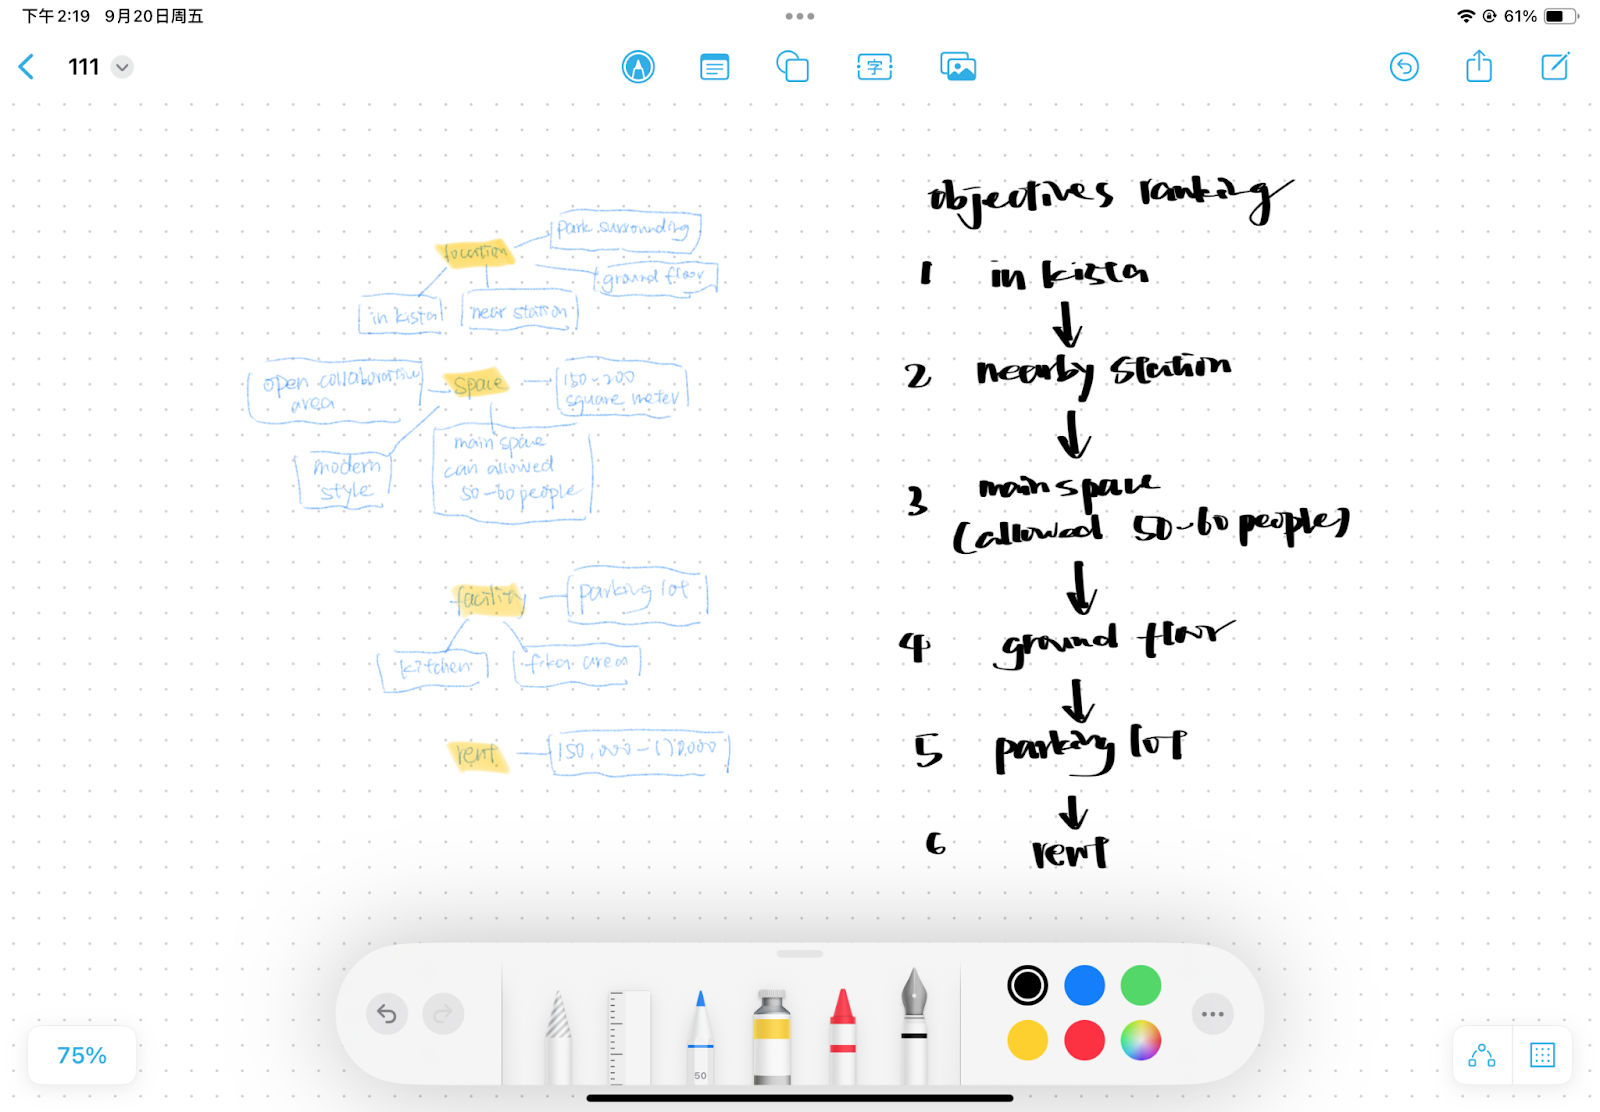 下午2:19 9月20日周五
61%
111
字
location
park surrounding
ground floor
in kista
near station
open collaborative
area
space
150-200
square meter
modern
style
main space
can allowed
50-60 people
facility
parking lot
kitchen
fika area
rent
objectives ranking
1 in kista
2 nearby station
3 main space
(allowed 50-60 people)
4 ground floor
5 parking lot
6 rent
50
75%